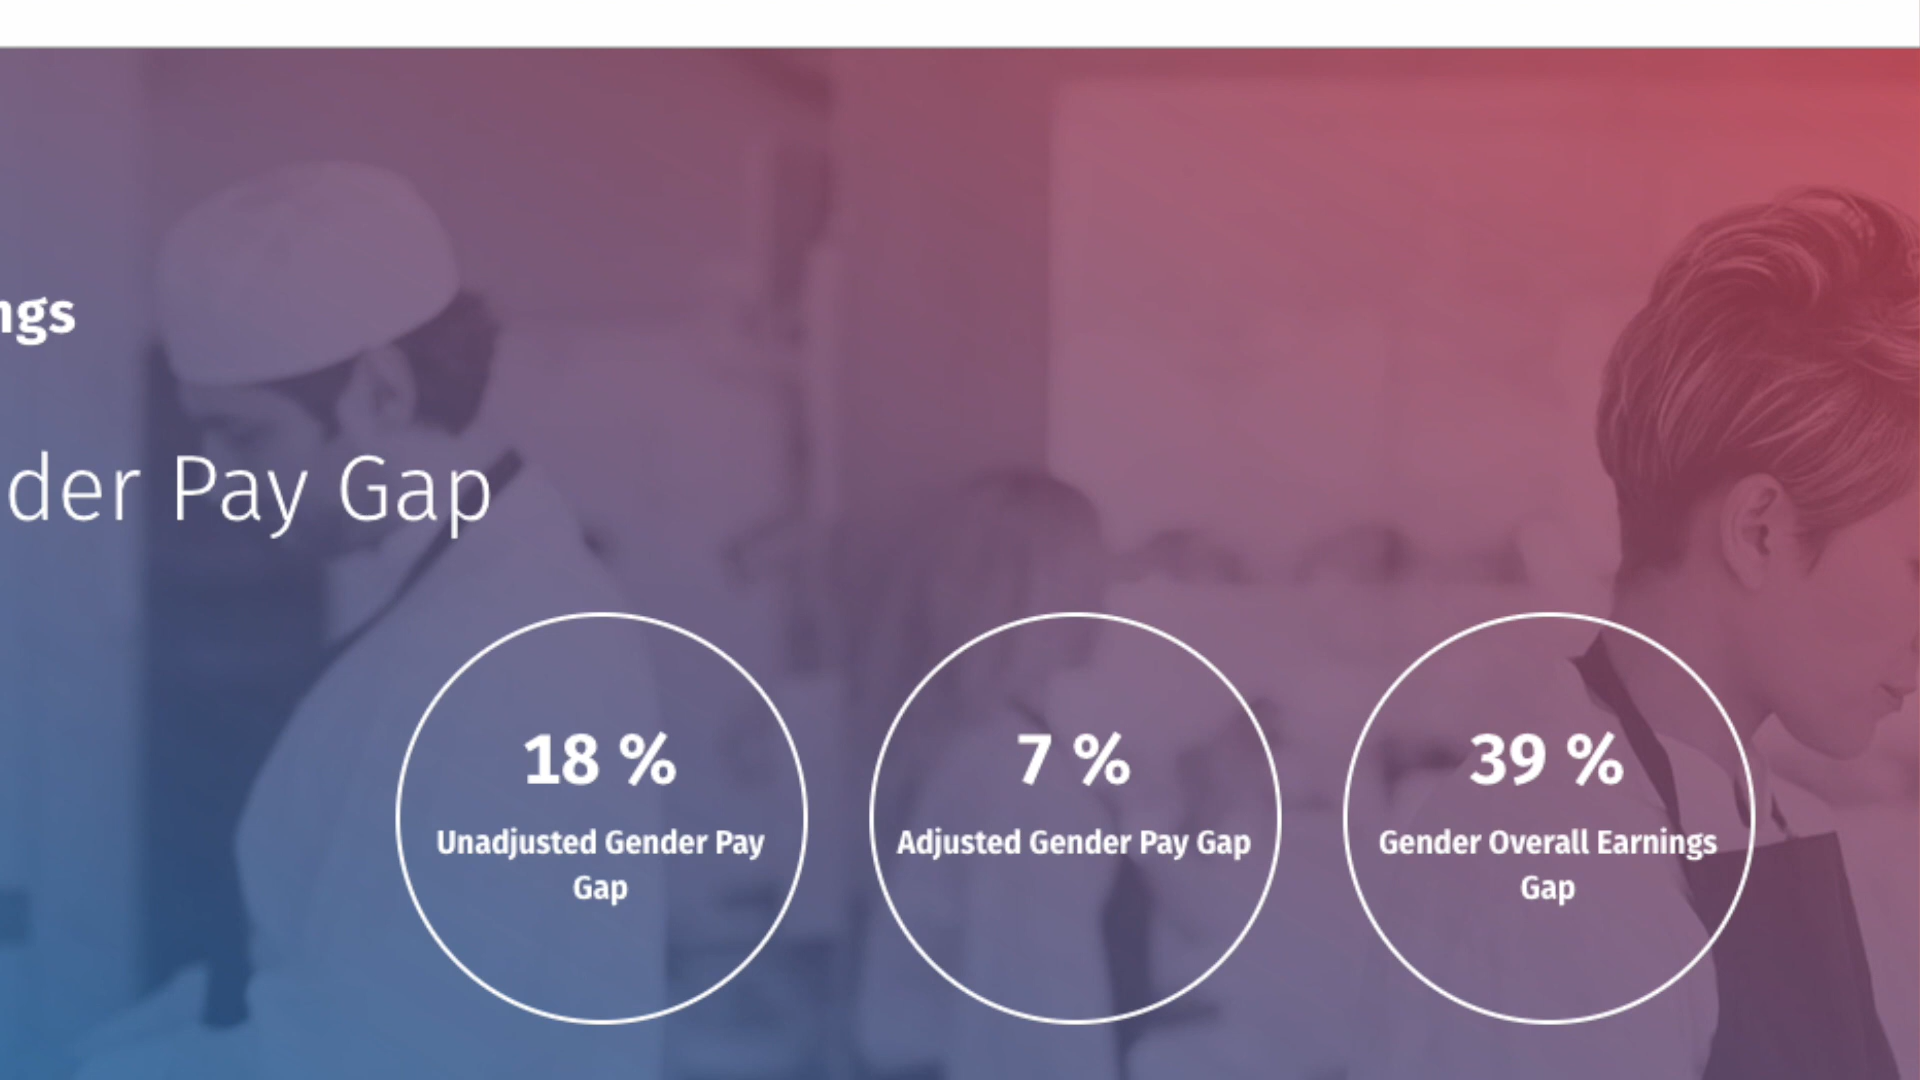 ngs
der Pay Gap
18 %
Unadjusted Gender Pay
Gap
7 %
Adjusted Gender Pay Gap
39 %
Gender Overall Earnings
Gap